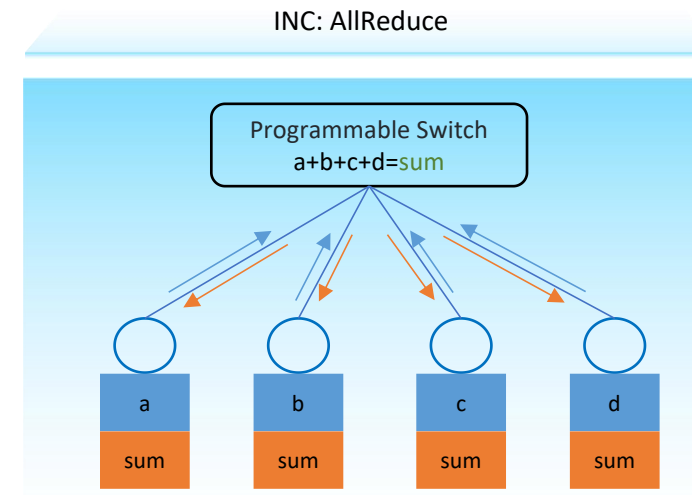 INC: AllReduce
Programmable Switch
a+b+c+d=sum
a
b
c
d
sum
sum
sum
sum